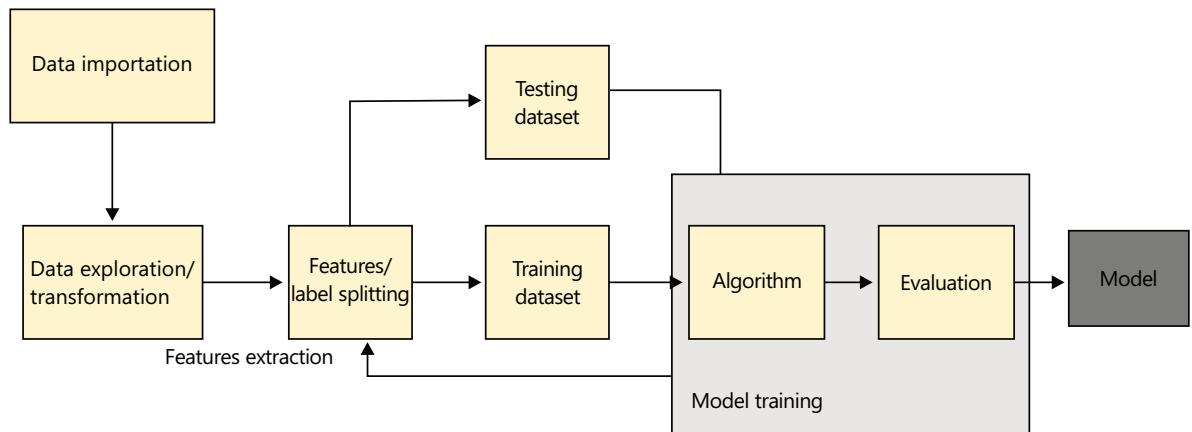 Data importation
Testing
dataset
Data exploration/
transformation
Features/
label splitting
Training
dataset
Algorithm
Evaluation
Model
Features extraction
Model training